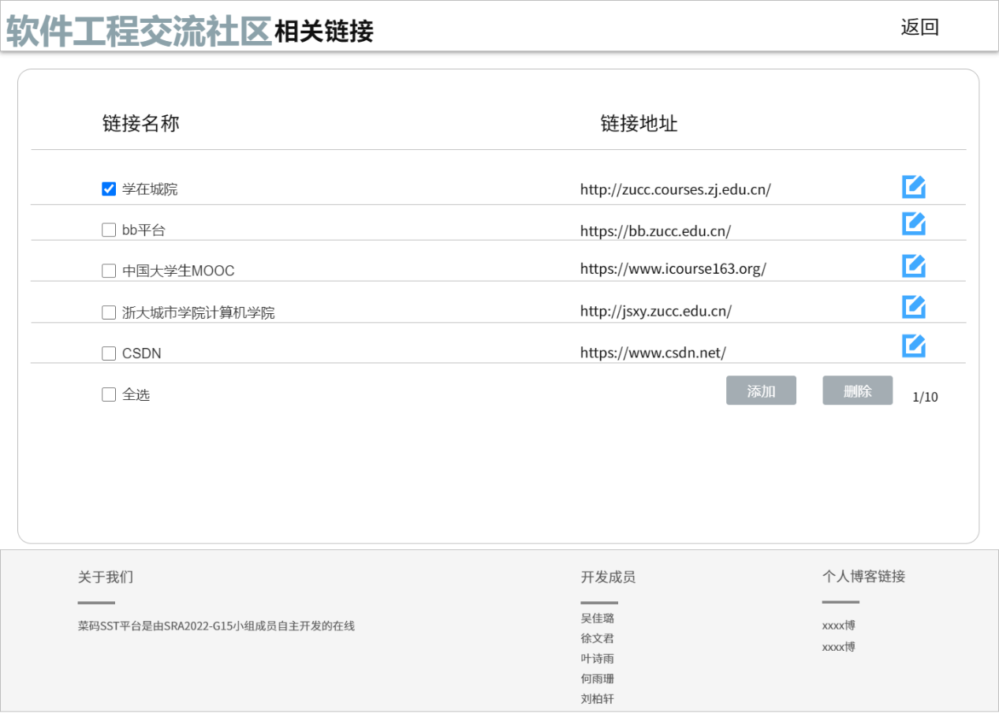 软件工程交流社区相关链接 返回
链接名称 链接地址
学在城院 http://zucc.courses.zj.edu.cn/
bb平台 https://bb.zucc.edu.cn/
中国大学生MOOC https://www.icourse163.org/
浙大城市学院计算机学院 http://jsxy.zucc.edu.cn/
CSDN https://www.csdn.net/
全选 添加 删除 1/10
关于我们
菜码SST平台是由SRA2022-G15小组成员自主开发的在线
开发成员
吴佳璐
徐文君
叶诗雨
何雨珊
刘柏轩
个人博客链接
xxxx博
xxxx博